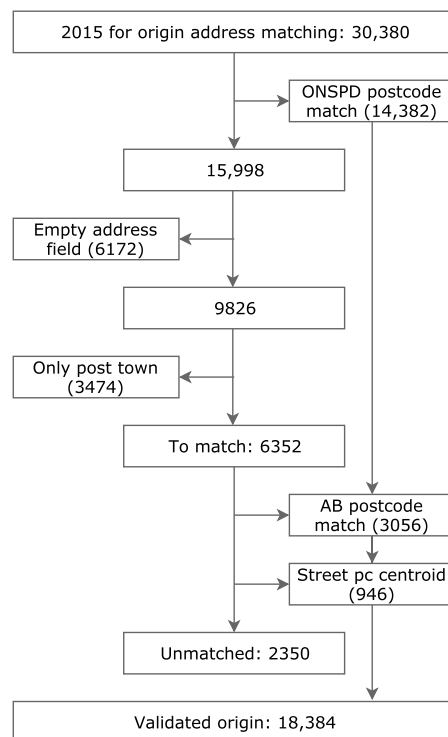 2015 for origin address matching: 30,380
ONSPD postcode
match (14,382)
15,998
Empty address
field (6172)
9826
Only post town
(3474)
To match: 6352
AB postcode
match (3056)
Street pc centroid
(946)
Unmatched: 2350
Validated origin: 18,384